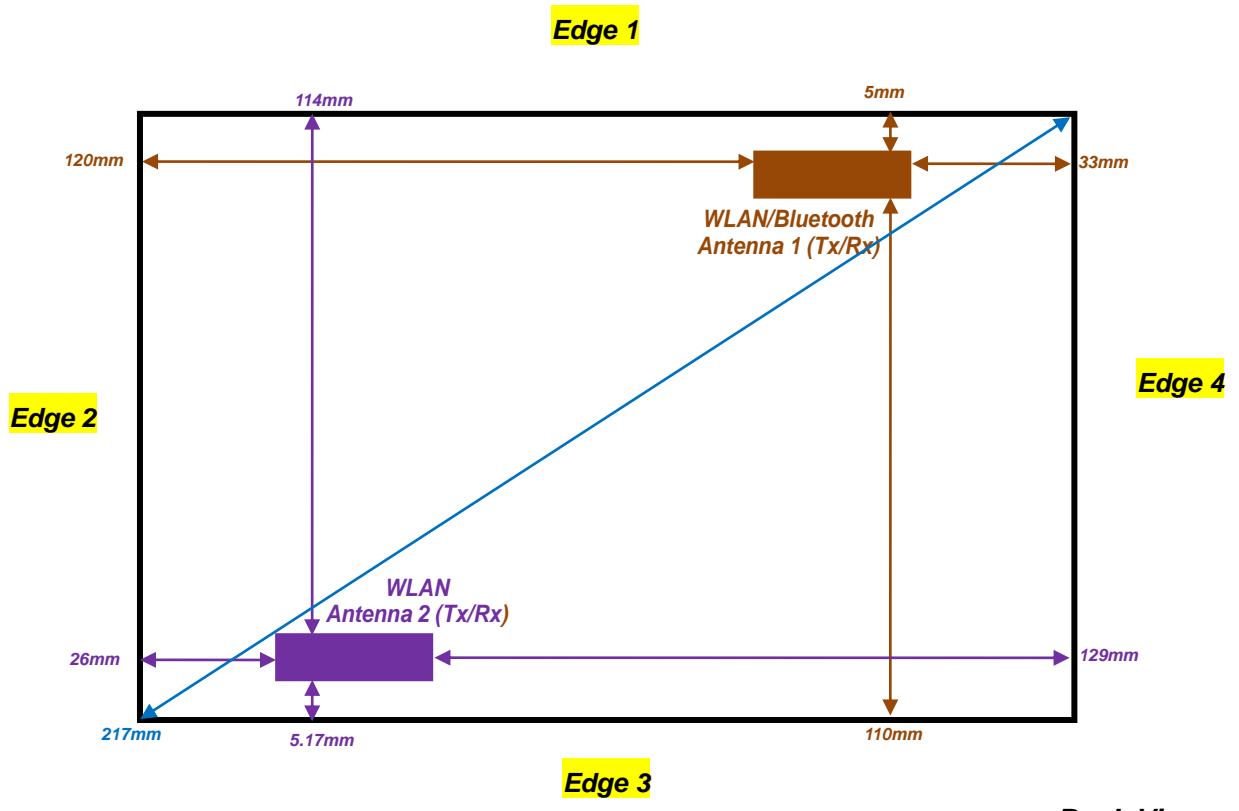 Edge 1
114mm
5mm
120mm
33mm
WLAN/Bluetooth
Antenna 1 (Tx/Rx)
Edge 4
Edge 2
WLAN
Antenna 2 (Tx/Rx)
26mm
129mm
217mm
5.17mm
110mm
Edge 3